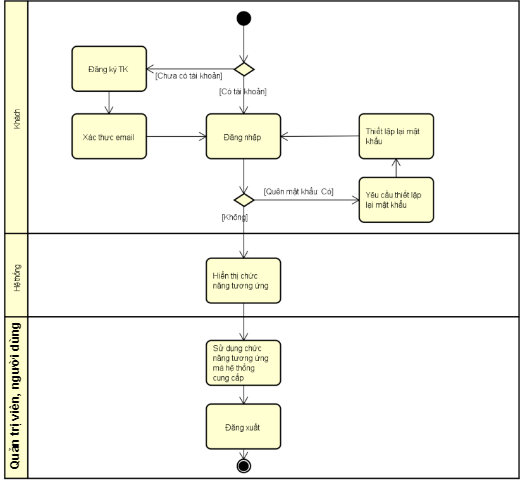 Khách
Đăng ký TK
[Chưa có tài khoản]
[Có tài khoản]
Xác thực email
Đăng nhập
Thiết lập lại mật
khẩu
[Quên mật khẩu Có]
Yêu cầu thiết lập
lại mật khẩu
[Không]
Hệ thống
Hiển thị chức
năng tương ứng
Quản trị viên, người dùng
Sử dụng chức
năng tương ứng
mà hệ thống
cung cấp
Đăng xuất